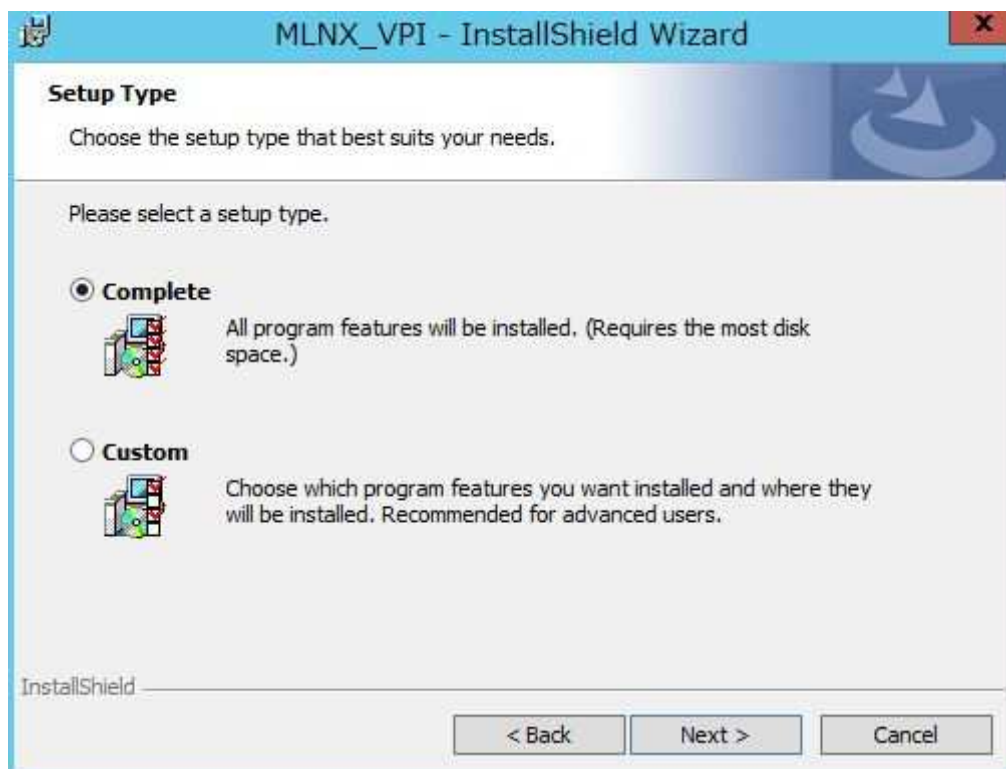 MLNX_VPI - InstallShield Wizard
Setup Type
Choose the setup type that best suits your needs.
Please select a setup type.
Complete
All program features will be installed. (Requires the most disk
space.)
Custom
Choose which program features you want installed and where they
will be installed. Recommended for advanced users.
InstallShield
< Back
Next >
Cancel